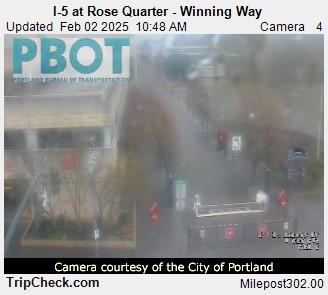 I-5 at Rose Quarter - Winning Way
Updated Feb 02 2025 10:48 AM Camera 4
PBOT
PORTLAND BUREAU OF TRANSPORTATION
Camera courtesy of the City of Portland
TripCheck.com Milepost302.00